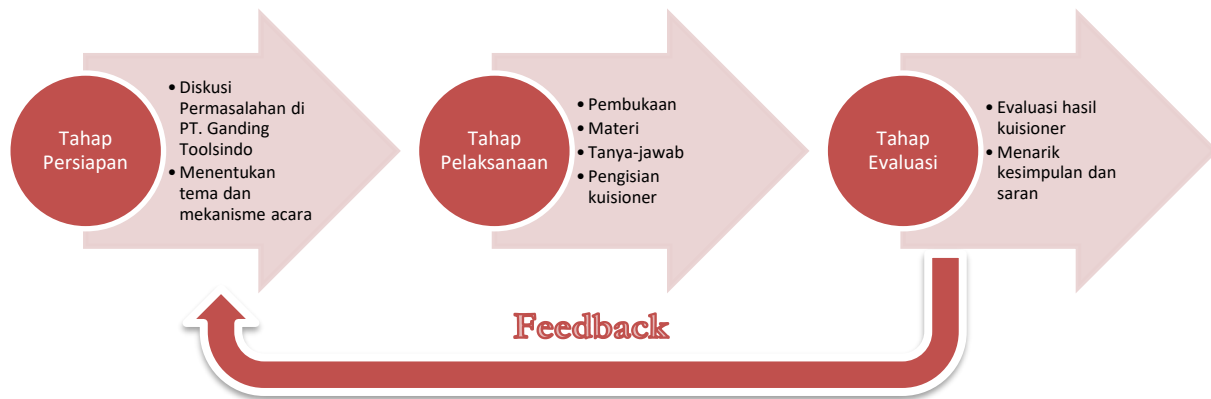 Tahap
Persiapan
• Diskusi
Permasalahan di
PT. Ganding
Toolsindo
• Menentukan
tema dan
mekanisme acara
Tahap
Pelaksanaan
• Pembukaan
• Materi
• Tanya-jawab
• Pengisian
kuisioner
Tahap
Evaluasi
• Evaluasi hasil
kuisioner
• Menarik
kesimpulan dan
saran
Feedback